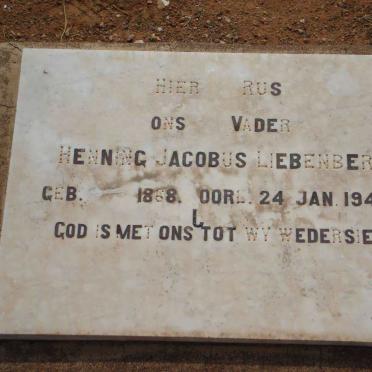 HIER RUS
ONS VADER
HENNING JACOBUS LIEBENBER
GEB. 1868. OORL. 24 JAN. 194
GOD IS MET ONS TOT WY WEDERSIE